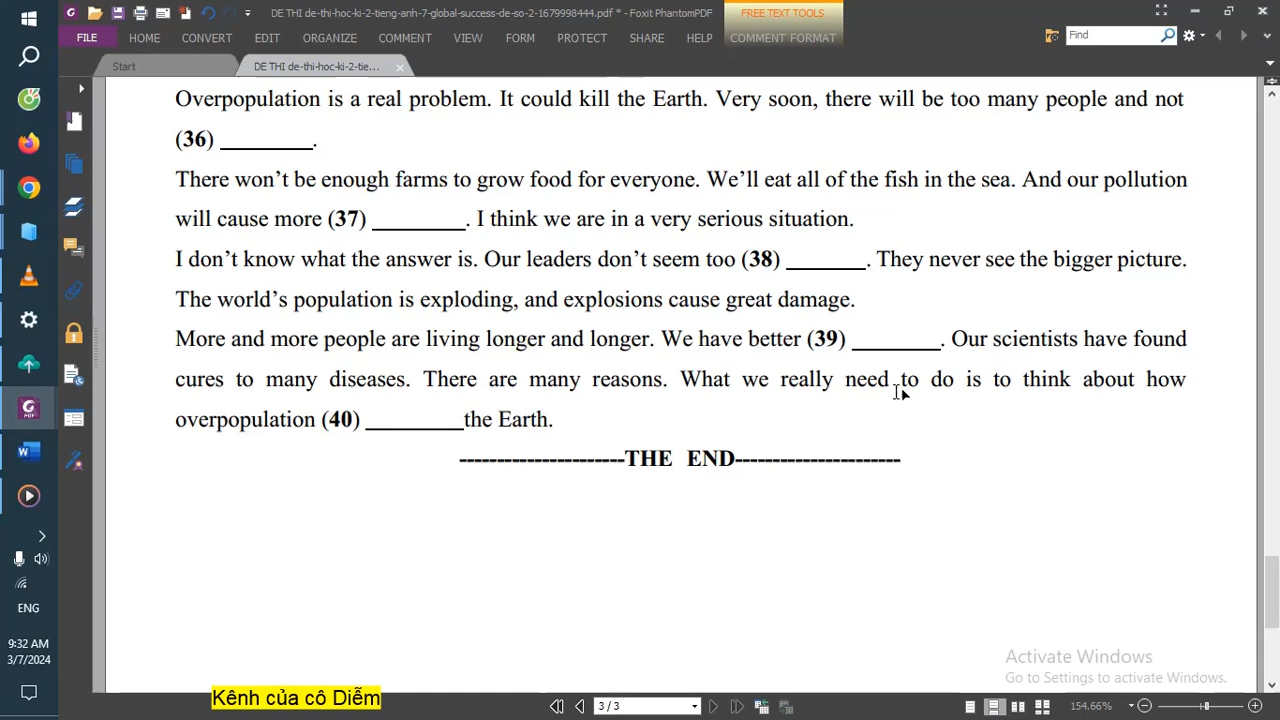 DE THI de-thi-hoc-ki-2-tieng-anh-7-global-success-de-so-2-1679998444.pdf * - Foxit PhantomPDF
FREE TEXT TOOLS
FILE HOME CONVERT EDIT ORGANIZE COMMENT VIEW FORM PROTECT SHARE HELP COMMENT FORMAT
Find
Start
DE THI de-thi-hoc-ki-2-tie...
Overpopulation is a real problem. It could kill the Earth. Very soon, there will be too many people and not
(36) ________.
There won't be enough farms to grow food for everyone. We'll eat all of the fish in the sea. And our pollution
will cause more (37) ________. I think we are in a very serious situation.
I don't know what the answer is. Our leaders don't seem too (38) _______. They never see the bigger picture.
The world's population is exploding, and explosions cause great damage.
More and more people are living longer and longer. We have better (39) ________. Our scientists have found
cures to many diseases. There are many reasons. What we really need to do is to think about how
overpopulation (40) _________the Earth.
----------------------THE END----------------------
ENG
9:32 AM
3/7/2024
Activate Windows
Go to Settings to activate Windows.
Kênh của cô Diễm
3 / 3
154.66%